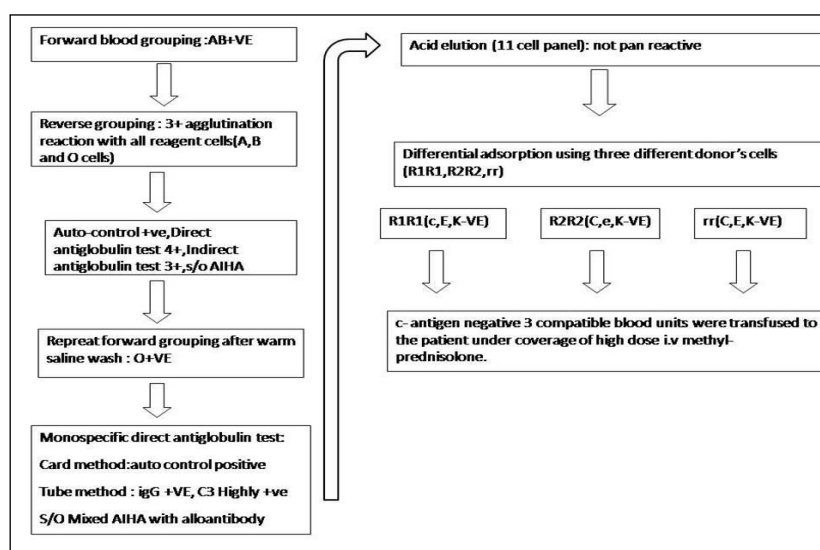 Forward blood grouping :AB+VE
Reverse grouping : 3+ agglutination
reaction with all reagent cells(A,B
and O cells)
Auto-control +ve,Direct
antiglobulin test 4+,Indirect
antiglobulin test 3+,s/o AIHA
Repreat forward grouping after warm
saline wash : O+VE
Monospecific direct antiglobulin test:
Card method:auto control positive
Tube method : igG +VE, C3 Highly +ve
S/O Mixed AIHA with alloantibody
Acid elution (11 cell panel): not pan reactive
Differential adsorption using three different donor's cells
(R1R1,R2R2,rr)
R1R1(c,E,K-VE)
R2R2(C,e,K-VE)
rr(C,E,K-VE)
c- antigen negative 3 compatible blood units were transfused to
the patient under coverage of high dose i.v methyl-
prednisolone.